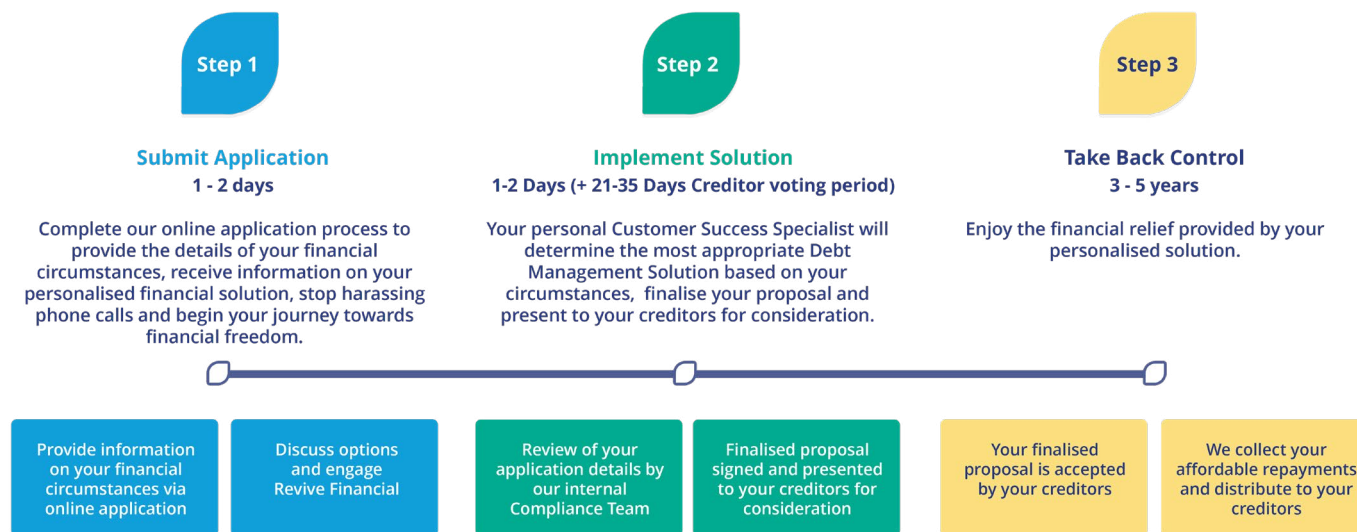 Step 1
Submit Application
1 - 2 days
Complete our online application process to
provide the details of your financial
circumstances, receive information on your
personalised financial solution, stop harassing
phone calls and begin your journey towards
financial freedom.
Step 2
Implement Solution
1-2 Days (+ 21-35 Days Creditor voting period)
Your personal Customer Success Specialist will
determine the most appropriate Debt
Management Solution based on your
circumstances,  finalise your proposal and
present to your creditors for consideration.
Step 3
Take Back Control
3 - 5 years
Enjoy the financial relief provided by your
personalised solution.
Provide information
on your financial
circumstances via
online application
Discuss options
and engage
Revive Financial
Review of your
application details by
our internal
Compliance Team
Finalised proposal
signed and presented
to your creditors for
consideration
Your finalised
proposal is accepted
by your creditors
We collect your
affordable repayments
and distribute to your
creditors